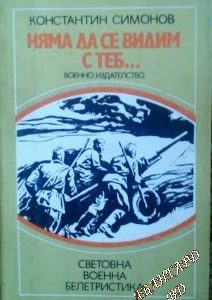 КОНСТАНТИН СИМОНОВ
НЯМА ДА СЕ ВИДИМ
С ТЕБ...
ВОЕННО ИЗДАТЕЛСТВО
СВЕТОВНА
ВОЕННА
БЕЛЕТРИСТИКА